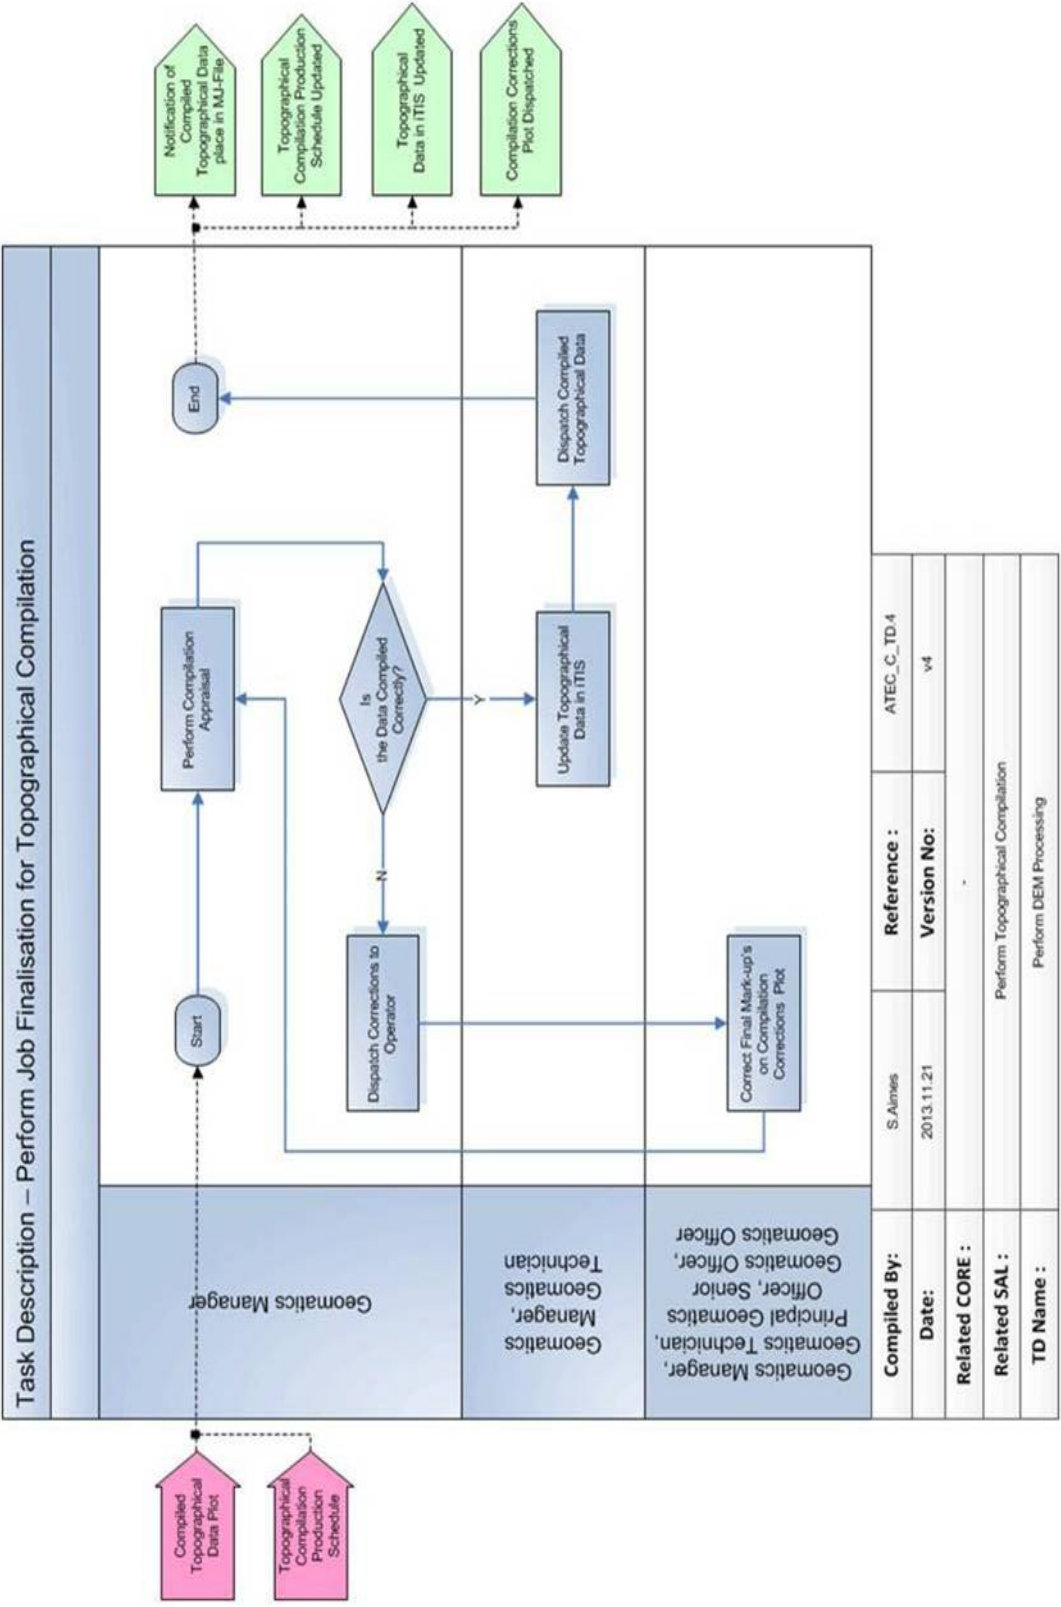 Task Description – Perform Job Finalisation for Topographical Compilation
Compiled
Topographical
Data Plot
Topographical
Compilation
Production
Schedule
Geomatics Manager
Start
Perform Compilation
Appraisal
Is
the Data Compiled
Correctly?
N
Y
Dispatch Corrections to
Operator
End
Geomatics
Manager,
Geomatics
Technician
Update Topographical
Data in iTIS
Dispatch Compiled
Topographical Data
Geomatics Manager,
Geomatics Technician,
Principal Geomatics
Officer, Senior
Geomatics Officer,
Geomatics Officer
Correct Final Mark-up's
on Compilation
Corrections Plot
Notification of
Compiled
Topographical Data
place in MJ-File
Topographical
Compilation Production
Schedule Updated
Topographical
Data in iTIS Updated
Compilation Corrections
Plot Dispatched
Compiled By: S.Aimes Reference : ATEC_C_TD.4
Date: 2013.11.21 Version No: v4
Related CORE : -
Related SAL : Perform Topographical Compilation
TD Name : Perform DEM Processing